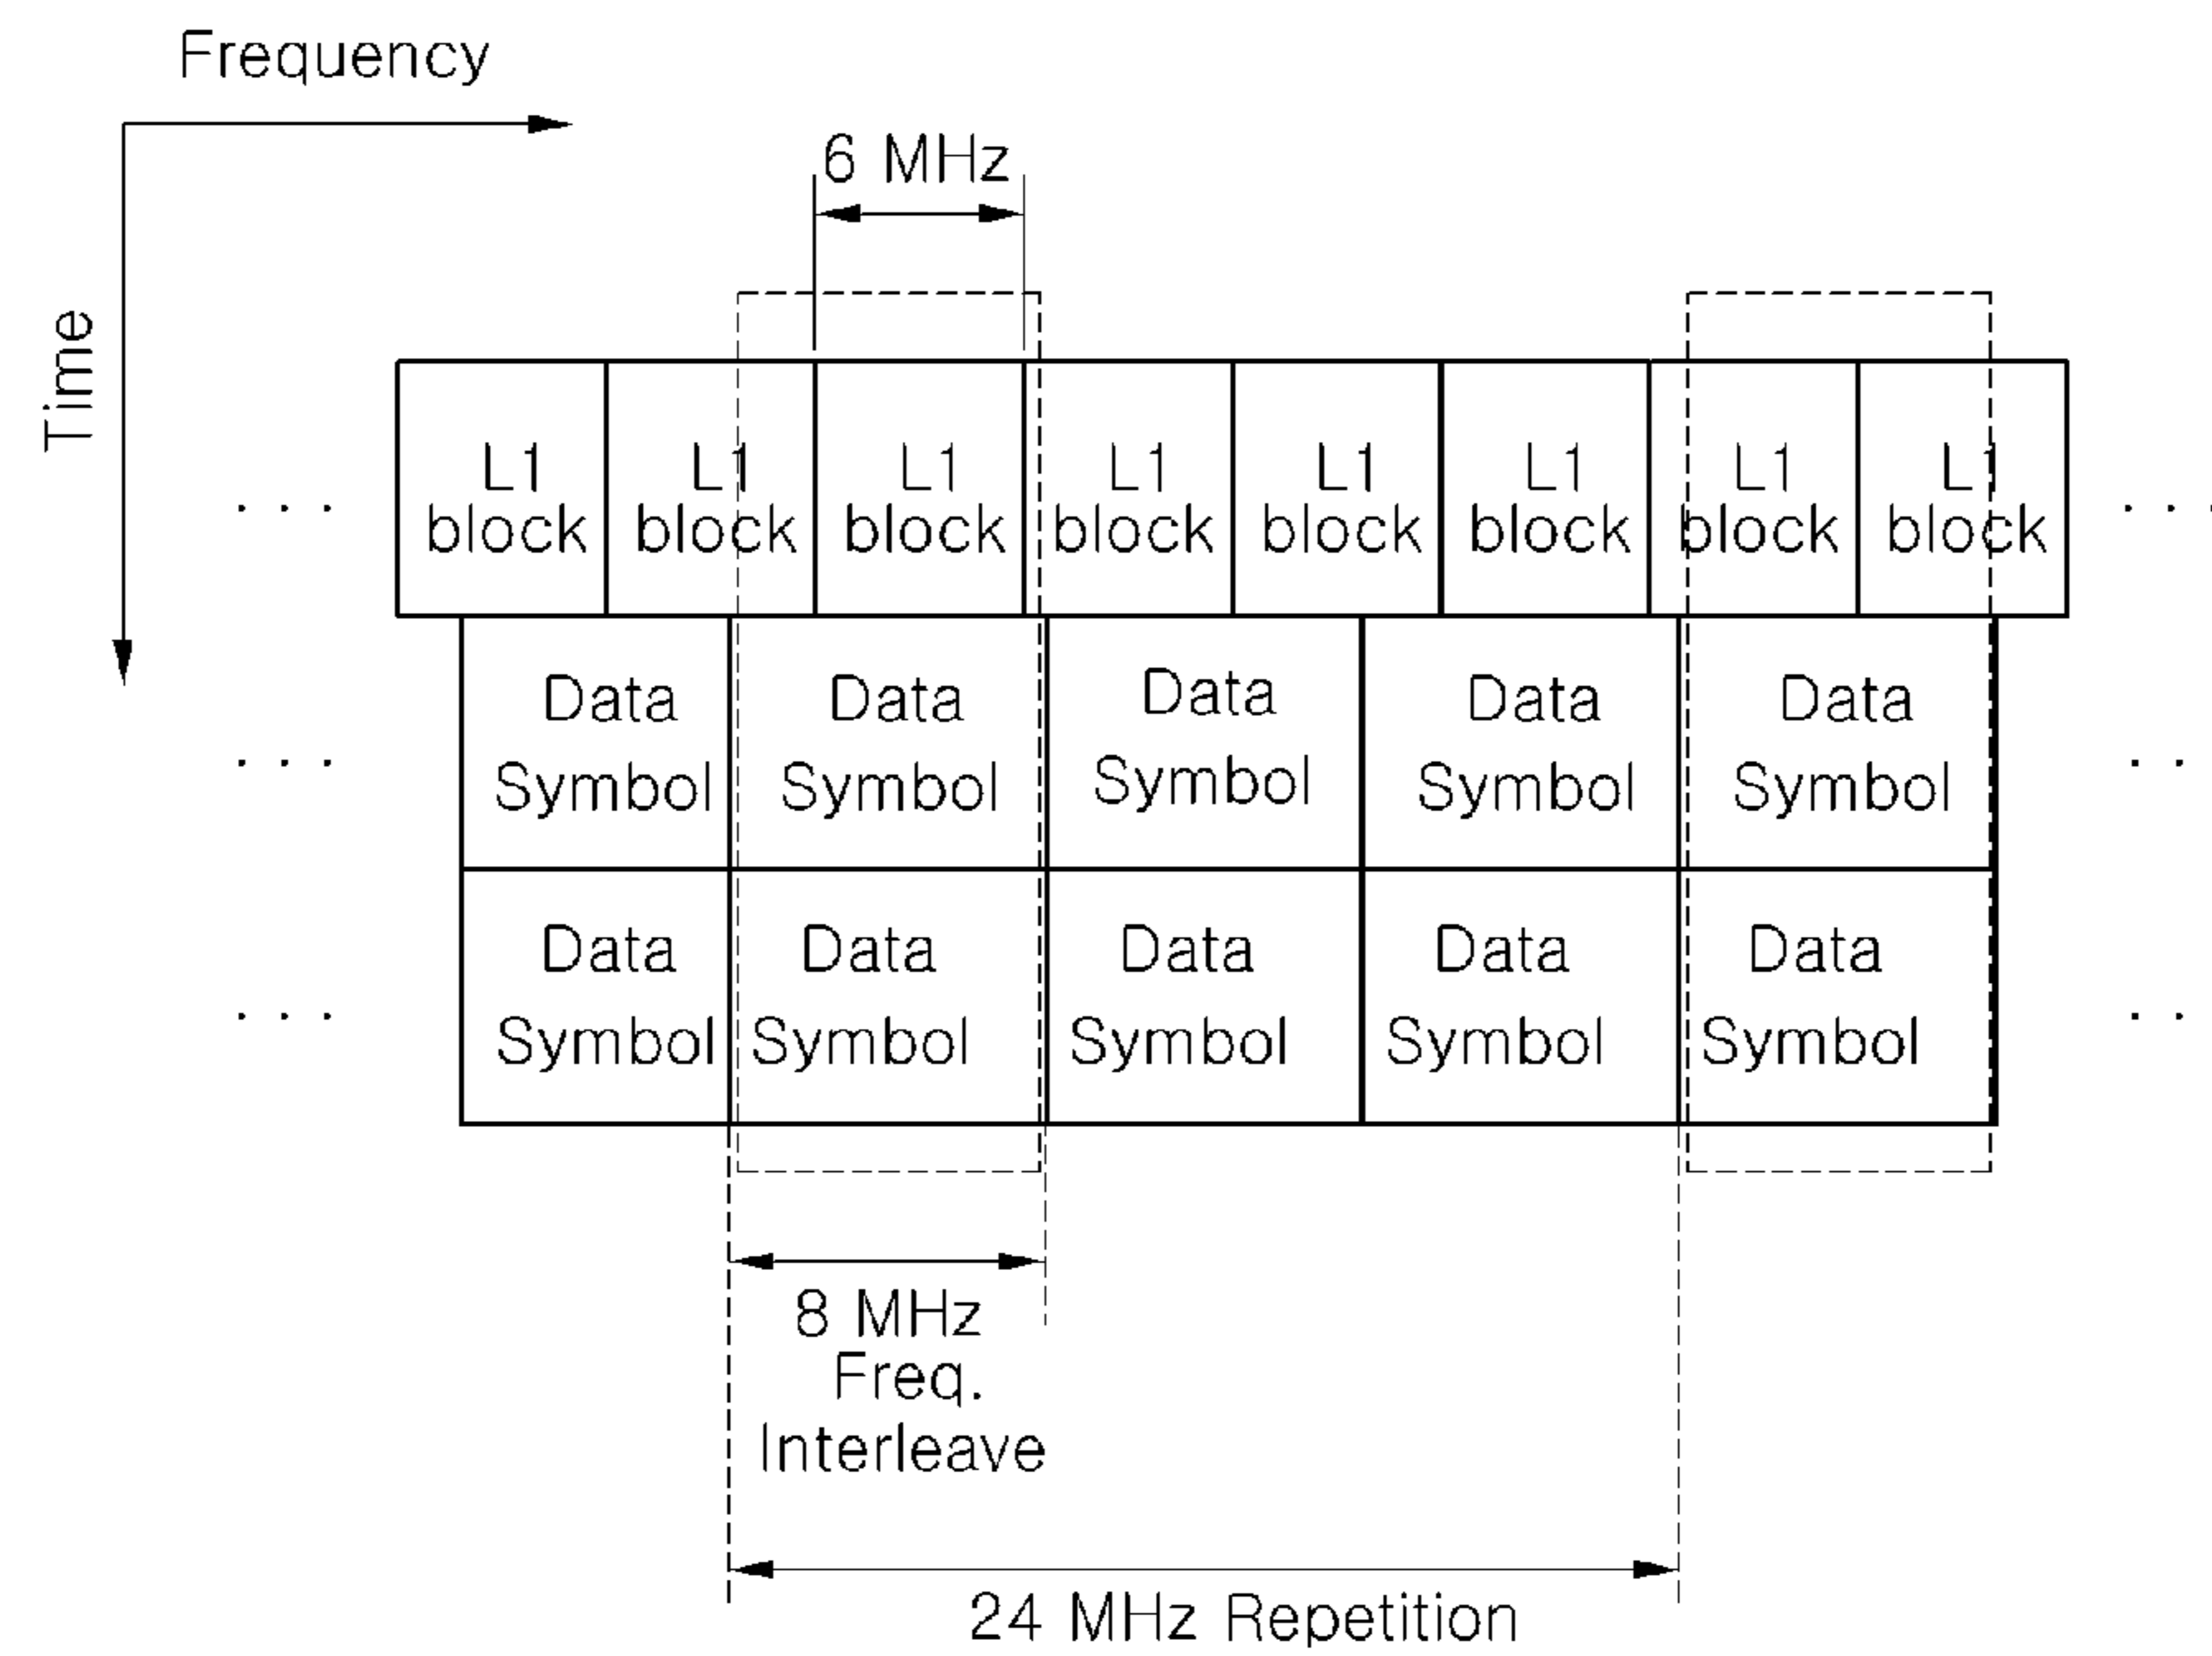 Frequency
6 MHz
Time
L1 L1 L1 L1 L1 L1 L1 L1
. . . block block block block block block block block . . .
Data Data Data Data Data
. . . Symbol Symbol Symbol Symbol Symbol . .
Data Data Data Data Data
. . . Symbol Symbol Symbol Symbol Symbol . .
8 MHz
Freq.
Interleave
24 MHz Repetition